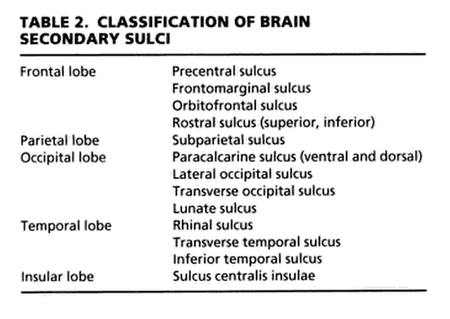 TABLE 2. CLASSIFICATION OF BRAIN
SECONDARY SULCI
Frontal lobe Precentral sulcus
Frontomarginal sulcus
Orbitofrontal sulcus
Rostral sulcus (superior, inferior)
Parietal lobe Subparietal sulcus
Occipital lobe Paracalcarine sulcus (ventral and dorsal)
Lateral occipital sulcus
Transverse occipital sulcus
Lunate sulcus
Temporal lobe Rhinal sulcus
Transverse temporal sulcus
Inferior temporal sulcus
Insular lobe Sulcus centralis insulae